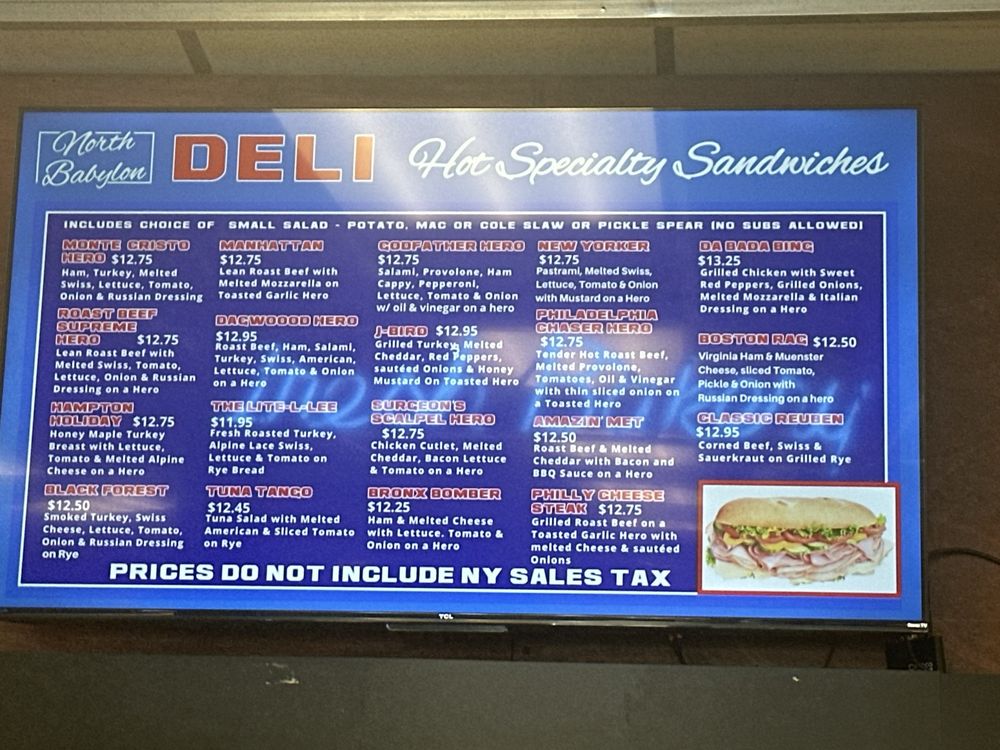 North
Babylon
DELI
Hot Specialty Sandwiches
INCLUDES CHOICE OF SMALL SALAD - POTATO, MAC OR COLE SLAW OR PICKLE SPEAR (NO SUBS ALLOWED)
MONTE CRISTO
HERO $12.75
Ham, Turkey, Melted
Swiss, Lettuce, Tomato,
Onion & Russian Dressing
ROAST BEEF
SUPREME
HERO $12.75
Lean Roast Beef with
Melted Swiss, Tomato,
Lettuce, Onion & Russian
Dressing on a Hero
HAMPTON
HOLIDAY $12.75
Honey Maple Turkey
Breast with Lettuce,
Tomato & Melted Alpine
Cheese on a Hero
BLACK FOREST
$12.50
Smoked Turkey, Swiss
Cheese, Lettuce, Tomato,
Onion & Russian Dressing
on Rye
MANHATTAN
$12.75
Lean Roast Beef with
Melted Mozzarella on
Toasted Garlic Hero
DAGWOOOD HERO
$12.95
Roast Beef, Ham, Salami,
Turkey, Swiss, American,
Lettuce, Tomato & Onion
on a Hero
THE LITE-L-LEE
$11.95
Fresh Roasted Turkey,
Alpine Lace Swiss,
Lettuce & Tomato on
Rye Bread
TUNA TANGO
$12.45
Tuna Salad with Melted
American & Sliced Tomato
on Rye
GODFATHER HERO
$12.75
Salami, Provolone, Ham
Cappy, Pepperoni,
Lettuce, Tomato & Onion
w/ oil & vinegar on a hero
J-BIRD $12.95
Grilled Turkey, Melted
Cheddar, Red Peppers,
sautéed Onions & Honey
Mustard On Toasted Hero
SURGEON'S
SCALPEL HERO
$12.75
Chicken Cutlet, Melted
Cheddar, Bacon Lettuce
& Tomato on a Hero
BRONX BOMBER
$12.25
Ham & Melted Cheese
with Lettuce. Tomato &
Onion on a Hero
NEW YORKER
$12.75
Pastrami, Melted Swiss,
Lettuce, Tomato & Onion
with Mustard on a Hero
PHILADELPHIA
CHASER HERO
$12.75
Tender Hot Roast Beef,
Melted Provolone,
Tomatoes, Oil & Vinegar
with thin sliced onion on
a Toasted Hero
AMAZIN' MET
$12.50
Roast Beef & Melted
Cheddar with Bacon and
BBQ Sauce on a Hero
PHILLY CHEESE
STEAK $12.75
Grilled Roast Beef on a
Toasted Garlic Hero with
melted Cheese & sautéed
Onions
DA BADA BING
$13.25
Grilled Chicken with Sweet
Red Peppers, Grilled Onions,
Melted Mozzarella & Italian
Dressing on a Hero
BOSTON RAG $12.50
Virginia Ham & Muenster
Cheese, sliced Tomato,
Pickle & Onion with
Russian Dressing on a hero
CLASSIC REUBEN
$12.95
Corned Beef, Swiss &
Sauerkraut on Grilled Rye
PRICES DO NOT INCLUDE NY SALES TAX
TCL
Roku TV